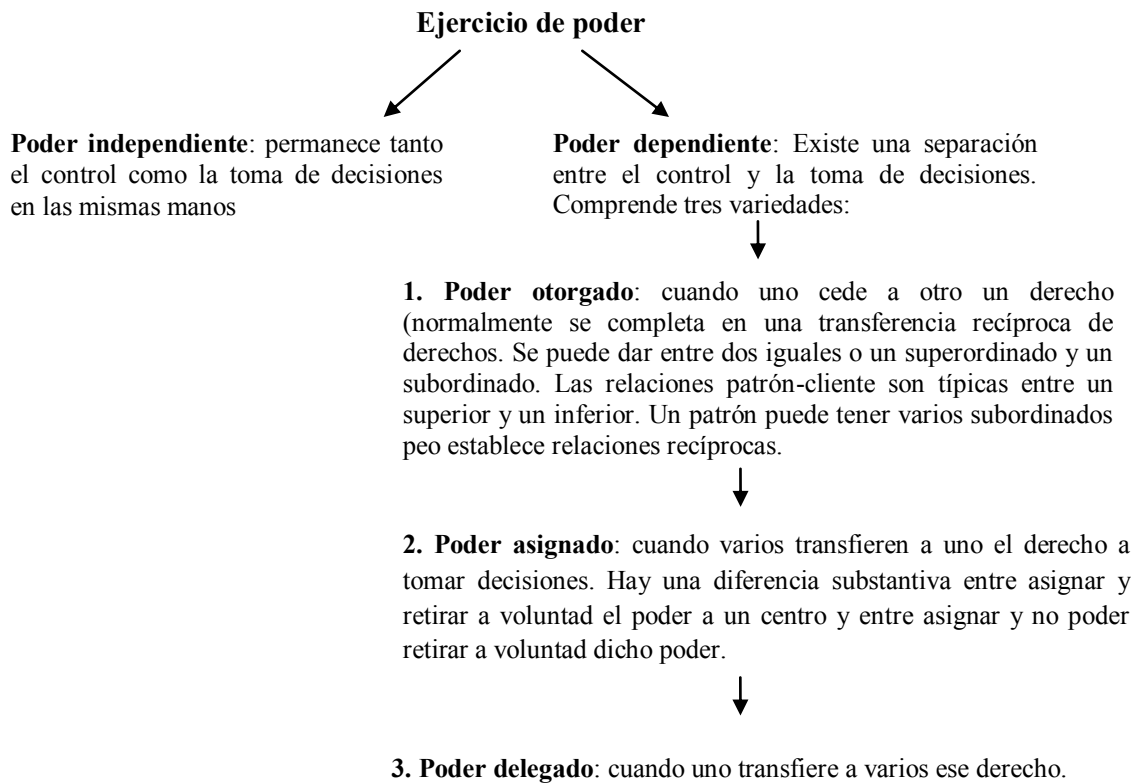 Ejercicio de poder
Poder independiente: permanece tanto
el control como la toma de decisiones
en las mismas manos
Poder dependiente: Existe una separación
entre el control y la toma de decisiones.
Comprende tres variedades:
1. Poder otorgado: cuando uno cede a otro un derecho
(normalmente se completa en una transferencia recíproca de
derechos. Se puede dar entre dos iguales o un superordinado y un
subordinado. Las relaciones patrón-cliente son típicas entre un
superior y un inferior. Un patrón puede tener varios subordinados
peo establece relaciones recíprocas.
2. Poder asignado: cuando varios transfieren a uno el derecho a
tomar decisiones. Hay una diferencia substantiva entre asignar y
retirar a voluntad el poder a un centro y entre asignar y no poder
retirar a voluntad dicho poder.
3. Poder delegado: cuando uno transfiere a varios ese derecho.